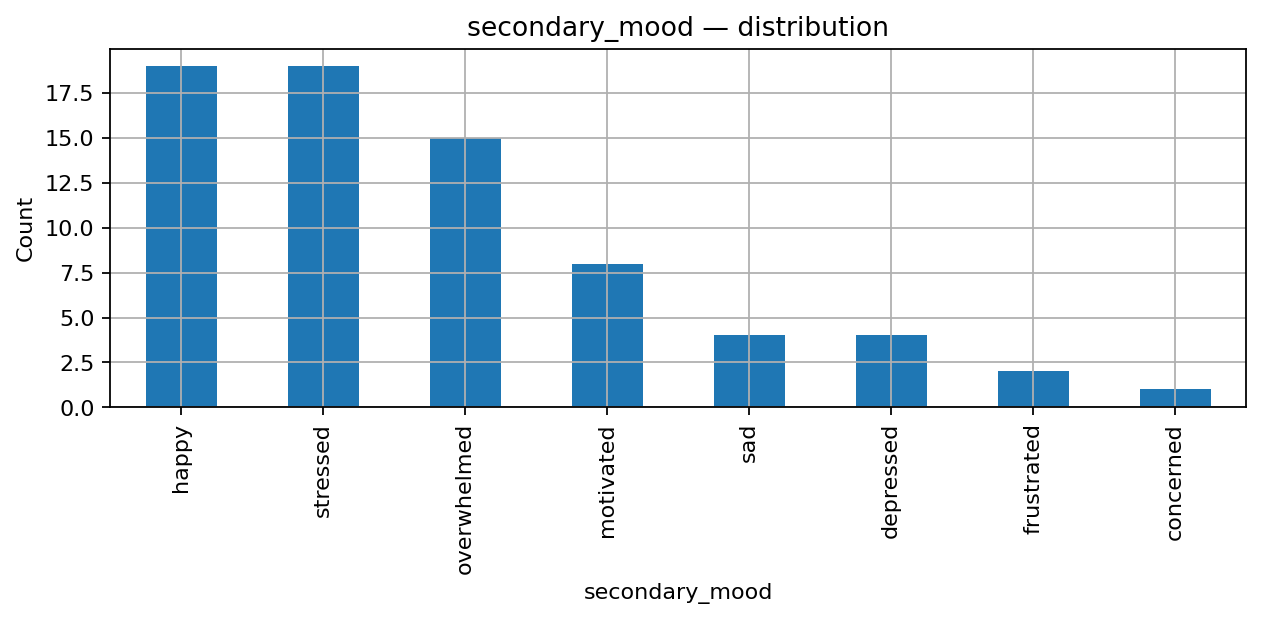 secondary_mood — distribution
17.5
15.0
12.5
10.0
7.5
5.0
2.5
0.0
Count
happy
stressed
overwhelmed
motivated
sad
depressed
frustrated
concerned
secondary_mood